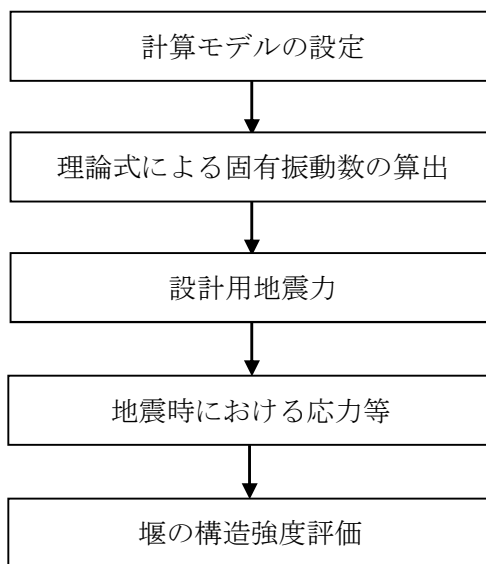 計算モデルの設定
理論式による固有振動数の算出
設計用地震力
地震時における応力等
堰の構造強度評価